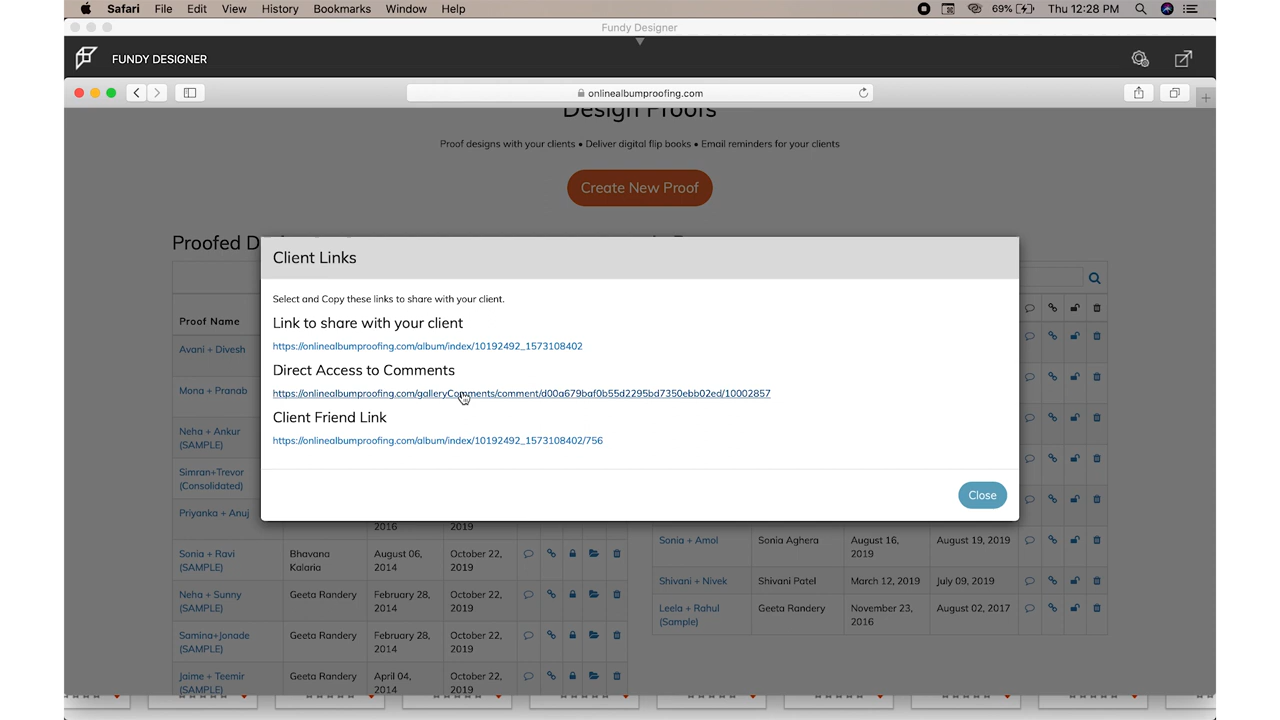 Safari File Edit View History Bookmarks Window Help 69% Thu 12:28 PM
Fundy Designer
FUNDY DESIGNER
onlinealbumproofing.com
Design Proofs
Proof designs with your clients • Deliver digital flip books • Email reminders for your clients
Create New Proof
Proofed D
Client Links
Select and Copy these links to share with your client.
Link to share with your client
https://onlinealbumproofing.com/album/index/10192492_1573108402
Direct Access to Comments
https://onlinealbumproofing.com/galleryComments/comment/d00a679baf0b55d2295bd7350ebb02ed/10002857
Client Friend Link
https://onlinealbumproofing.com/album/index/10192492_1573108402/756
Close
Proof Name
Avani + Divesh
Mona + Pranab
Neha + Ankur
(SAMPLE)
Simran+Trevor
(Consolidated)
Priyanka + Anuj
2016 2019
Sonia + Ravi Bhavana August 06, October 22,
(SAMPLE) Kalaria 2014 2019
Neha + Sunny Geeta Randery February 28, October 22,
(SAMPLE) 2014 2019
Samina+Jonade Geeta Randery February 28, October 22,
(SAMPLE) 2014 2019
Jaime + Teemir Geeta Randery April 04, October 22,
(SAMPLE) 2014 2019
Sonia + Amol Sonia Aghera August 16, August 19, 2019
2019
Shivani + Nivek Shivani Patel March 12, 2019 July 09, 2019
Leela + Rahul Geeta Randery November 23, August 02, 2017
(Sample) 2016